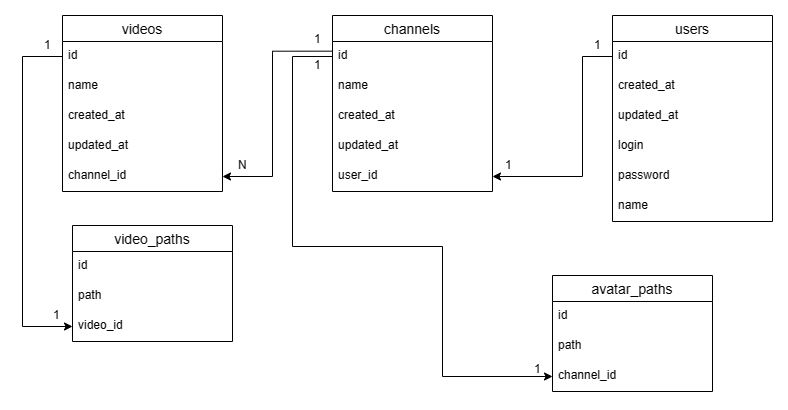 videos
id
name
created_at
updated_at
channel_id
1
N
channels
id
name
created_at
updated_at
user_id
1
1
1
users
id
created_at
updated_at
login
password
name
1
video_paths
id
path
video_id
1
avatar_paths
id
path
channel_id
1